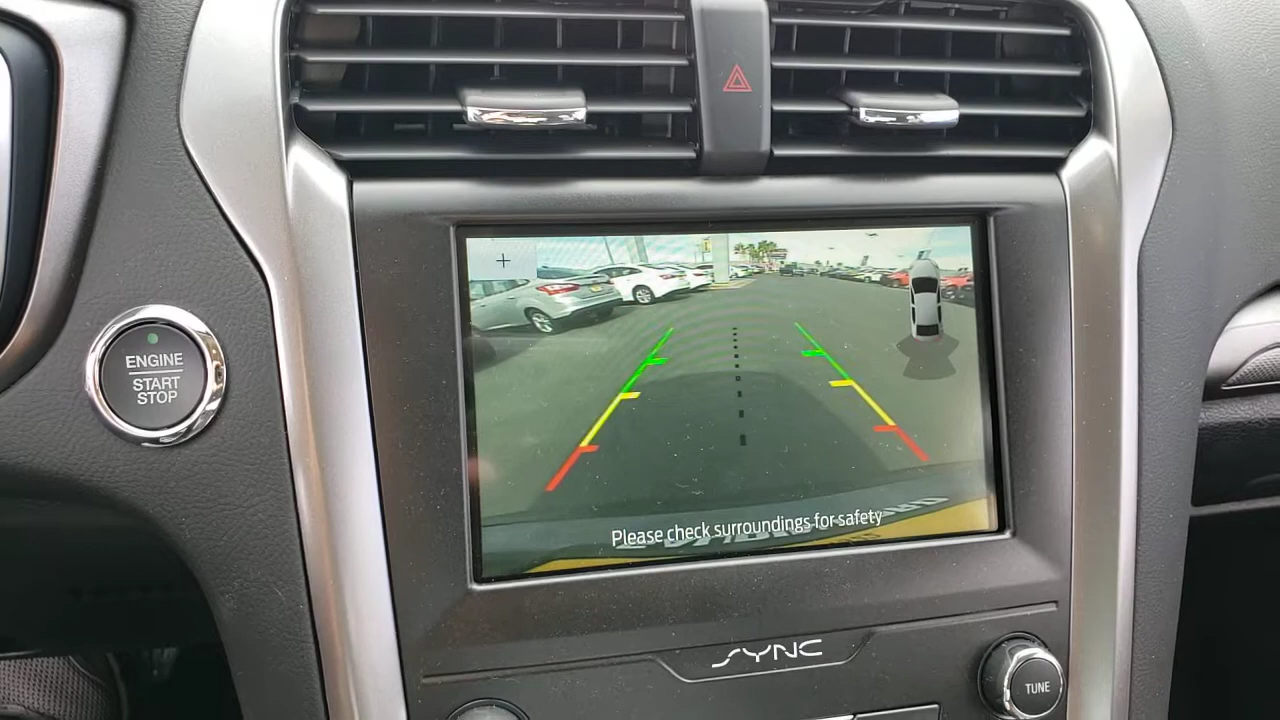 ENGINE
START
STOP
+
Please check surroundings for safety
SYNC
TUNE